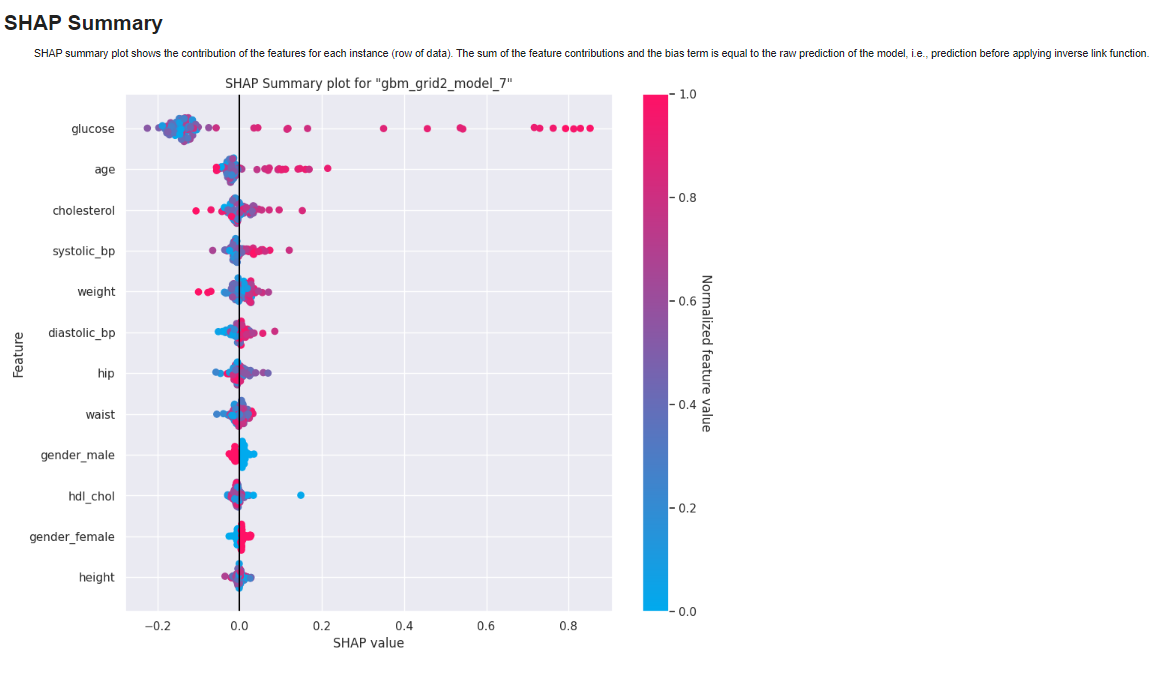 SHAP Summary
SHAP summary plot shows the contribution of the features for each instance (row of data). The sum of the feature contributions and the bias term is equal to the raw prediction of the model, i.e., prediction before applying inverse link function.
SHAP Summary plot for "gbm_grid2_model_7"
Feature
glucose
age
cholesterol
systolic_bp
weight
diastolic_bp
hip
waist
gender_male
hdl_chol
gender_female
height
−0.2 0.0 0.2 0.4 0.6 0.8
SHAP value
1.0
0.8
0.6
0.4
0.2
0.0
Normalized feature value